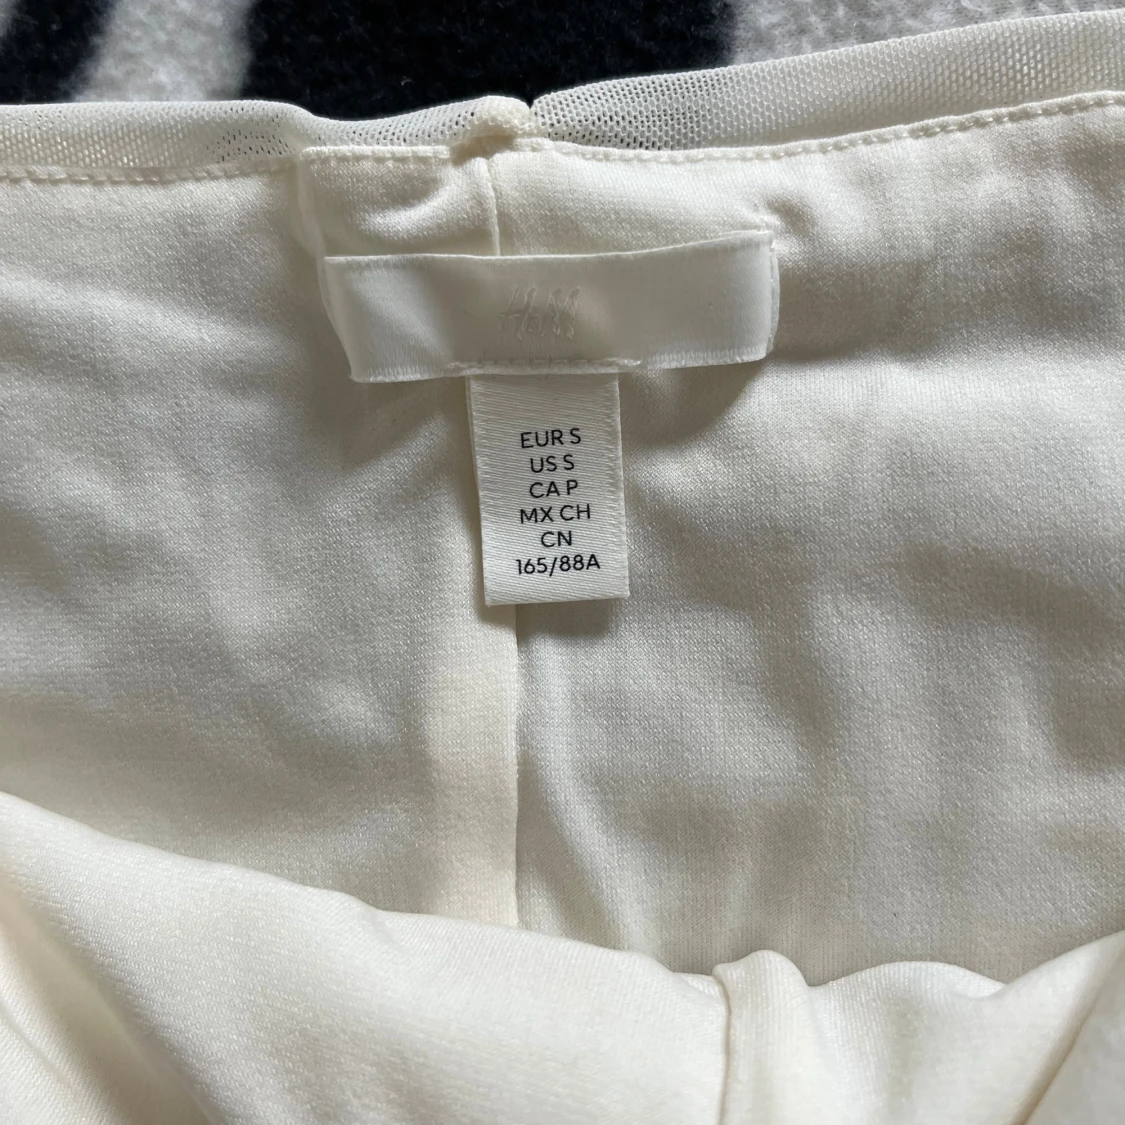 H&M
EUR S
US S
CA P
MX CH
CN
165/88A